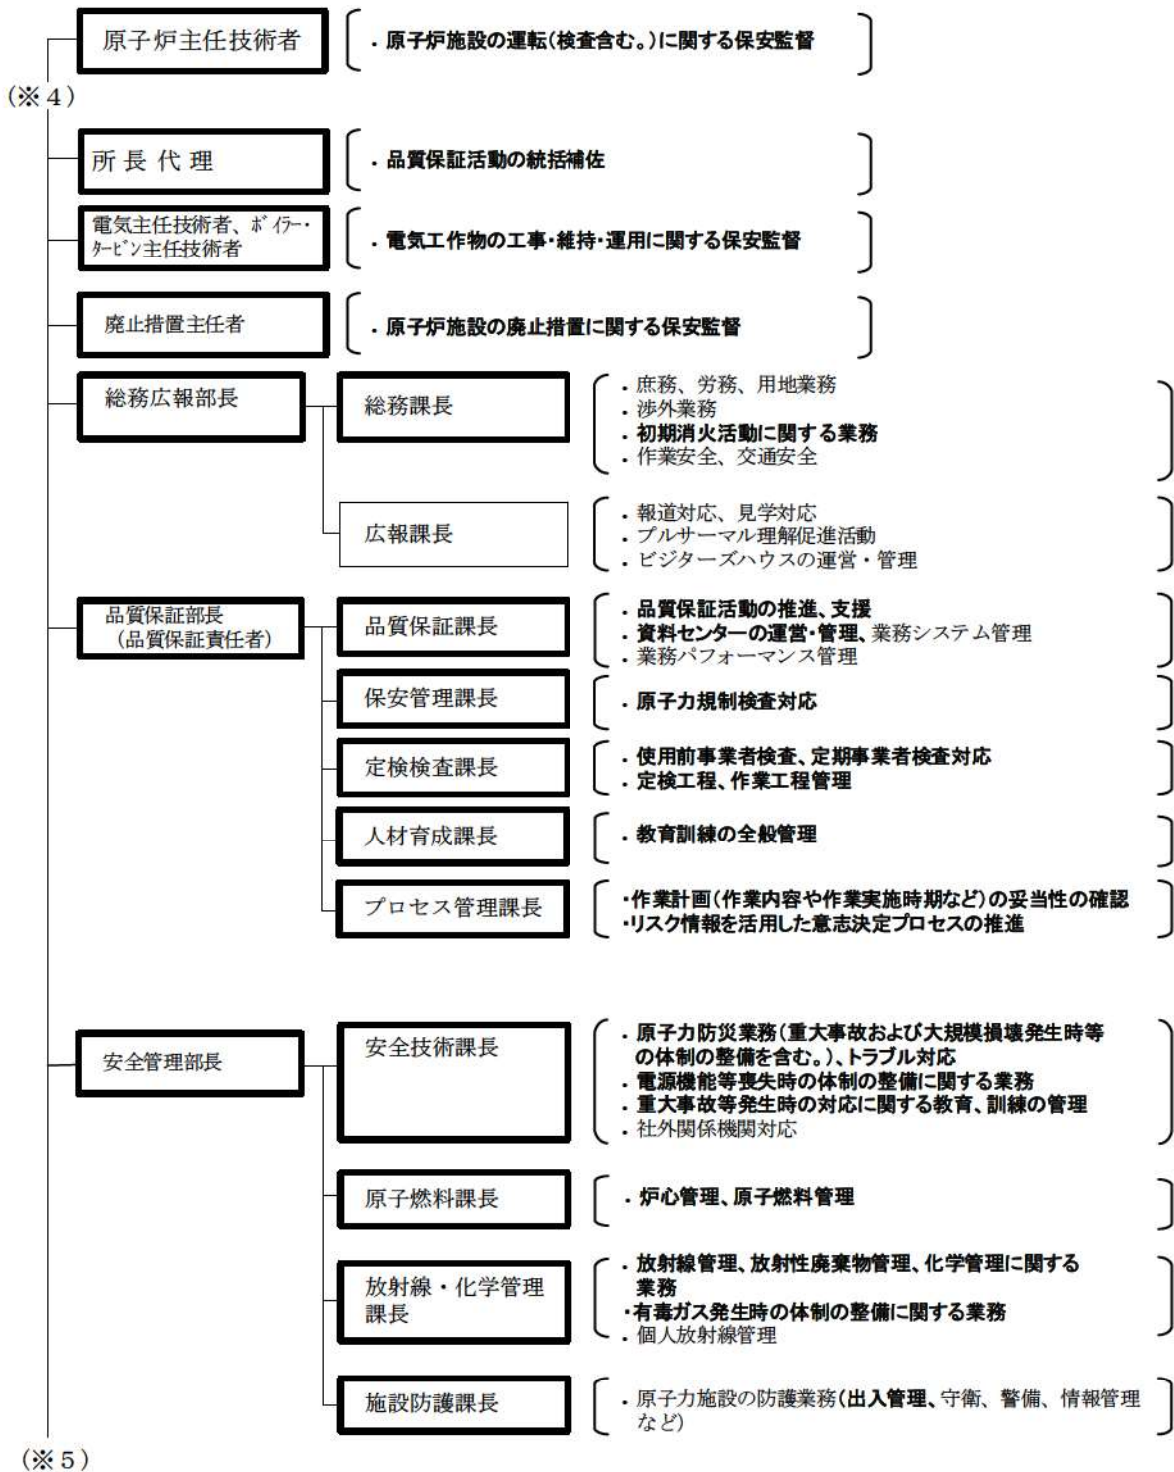 原子炉主任技術者
・原子炉施設の運転（検査含む。）に関する保安監督
（※４）
所長代理
・品質保証活動の統括補佐
電気主任技術者、ﾎﾞｲﾗｰ・
ﾀｰﾋﾞﾝ主任技術者
・電気工作物の工事・維持・運用に関する保安監督
廃止措置主任者
・原子炉施設の廃止措置に関する保安監督
総務広報部長
総務課長
・庶務、労務、用地業務
・渉外業務
・初期消火活動に関する業務
・作業安全、交通安全
広報課長
・報道対応、見学対応
・プルサーマル理解促進活動
・ビジターズハウスの運営・管理
品質保証部長
（品質保証責任者）
品質保証課長
・品質保証活動の推進、支援
・資料センターの運営・管理、業務システム管理
・業務パフォーマンス管理
保安管理課長
・原子力規制検査対応
定検検査課長
・使用前事業者検査、定期事業者検査対応
・定検工程、作業工程管理
人材育成課長
・教育訓練の全般管理
プロセス管理課長
・作業計画（作業内容や作業実施時期など）の妥当性の確認
・リスク情報を活用した意志決定プロセスの推進
安全管理部長
安全技術課長
・原子力防災業務（重大事故および大規模損壊発生時等
の体制の整備を含む。）、トラブル対応
・電源機能等喪失時の体制の整備に関する業務
・重大事故等発生時の対応に関する教育、訓練の管理
・社外関係機関対応
原子燃料課長
・炉心管理、原子燃料管理
放射線・化学管理
課長
・放射線管理、放射性廃棄物管理、化学管理に関する
業務
・有毒ガス発生時の体制の整備に関する業務
・個人放射線管理
施設防護課長
・原子力施設の防護業務（出入管理、守衛、警備、情報管理
など）
（※５）